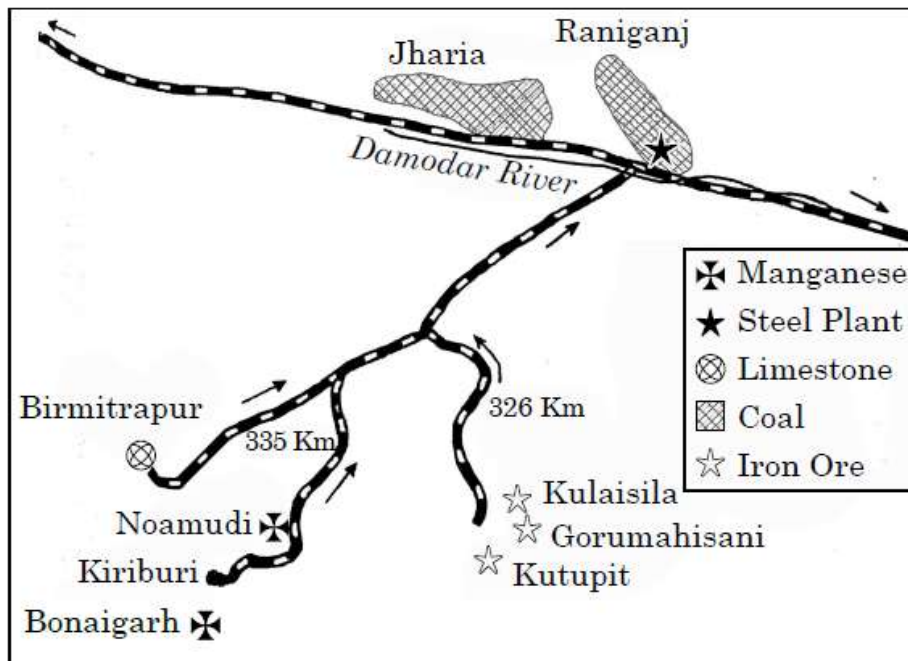 Raniganj
Jharia
Damodar River
Manganese
Steel Plant
Limestone
Coal
Iron Ore
Birmitrapur
326 Km
335 Km
Kulaisila
Noamudi
Gorumahisani
Kiriburi
Kutupit
Bonaigarh